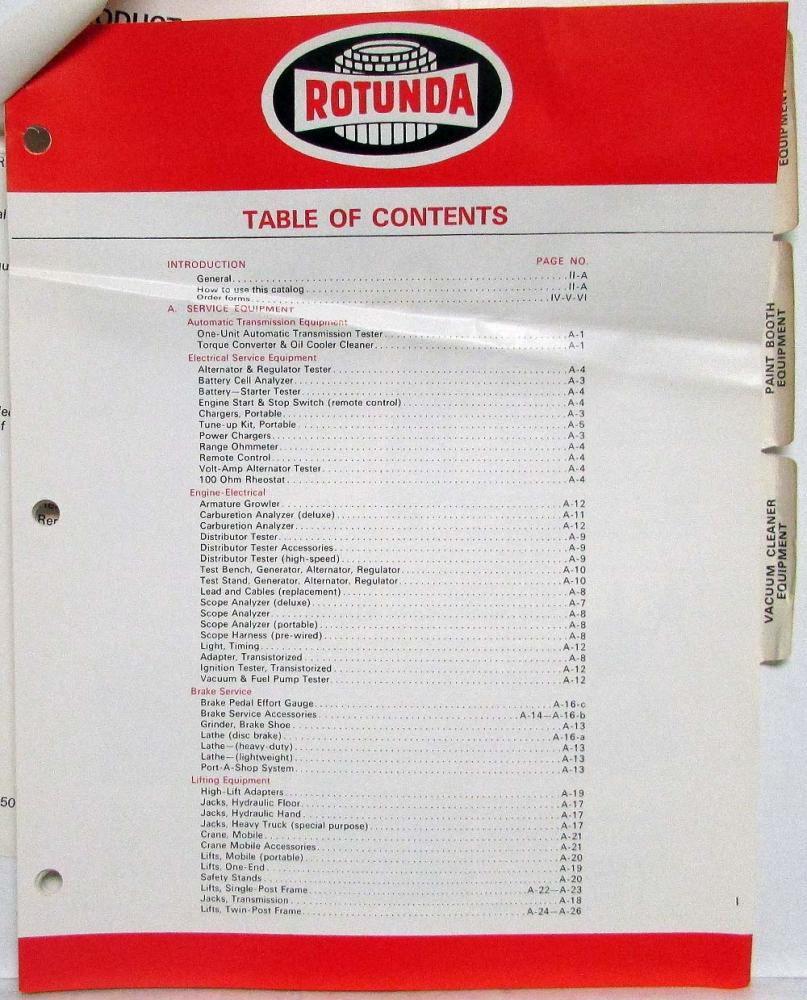 ODUCT
ROTUNDA
TABLE OF CONTENTS
INTRODUCTION PAGE NO.
General II-A
How to use this catalog II-A
Order forms IV-V-VI
A. SERVICE EQUIPMENT
Automatic Transmission Equipment
One-Unit Automatic Transmission Tester A-1
Torque Converter & Oil Cooler Cleaner A-1
Electrical Service Equipment
Alternator & Regulator Tester A-4
Battery Cell Analyzer A-3
Battery—Starter Tester A-4
Engine Start & Stop Switch (remote control) A-4
Chargers, Portable A-3
Tune-up Kit, Portable A-5
Power Chargers A-3
Range Ohmmeter A-4
Remote Control A-4
Volt-Amp Alternator Tester A-4
100 Ohm Rheostat A-4
Engine-Electrical
Armature Growler A-12
Carburetion Analyzer (deluxe) A-11
Carburetion Analyzer A-12
Distributor Tester A-9
Distributor Tester Accessories A-9
Distributor Tester (high-speed) A-9
Test Bench, Generator, Alternator, Regulator A-10
Test Stand, Generator, Alternator, Regulator A-10
Lead and Cables (replacement) A-8
Scope Analyzer (deluxe) A-7
Scope Analyzer A-8
Scope Analyzer (portable) A-8
Scope Harness (pre-wired) A-8
Light, Timing A-12
Adapter, Transistorized A-8
Ignition Tester, Transistorized A-12
Vacuum & Fuel Pump Tester A-12
Brake Service
Brake Pedal Effort Gauge A-16-c
Brake Service Accessories A-14—A-16-b
Grinder, Brake Shoe A-13
Lathe (disc brake) A-16-a
Lathe—(heavy-duty) A-13
Lathe—(lightweight) A-13
Port-A-Shop System A-13
Lifting Equipment
High-Lift Adapters A-19
Jacks, Hydraulic Floor A-17
Jacks, Hydraulic Hand A-17
Jacks, Heavy Truck (special purpose) A-17
Crane, Mobile A-21
Crane Mobile Accessories A-21
Lifts, Mobile (portable) A-20
Lifts, One-End A-19
Safety Stands A-20
Lifts, Single-Post Frame A-22—A-23
Jacks, Transmission A-18
Lifts, Twin-Post Frame A-24—A-26
I
EQUIPMENT
PAINT BOOTH
EQUIPMENT
VACUUM CLEANER
EQUIPMENT
Rer
50